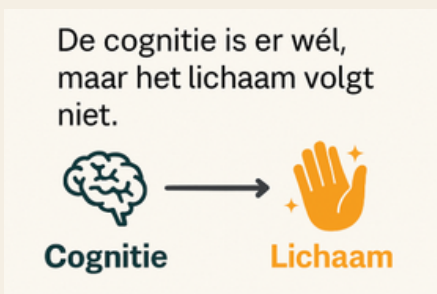 De cognitie is er wél,
maar het lichaam volgt
niet.
Cognitie
Lichaam